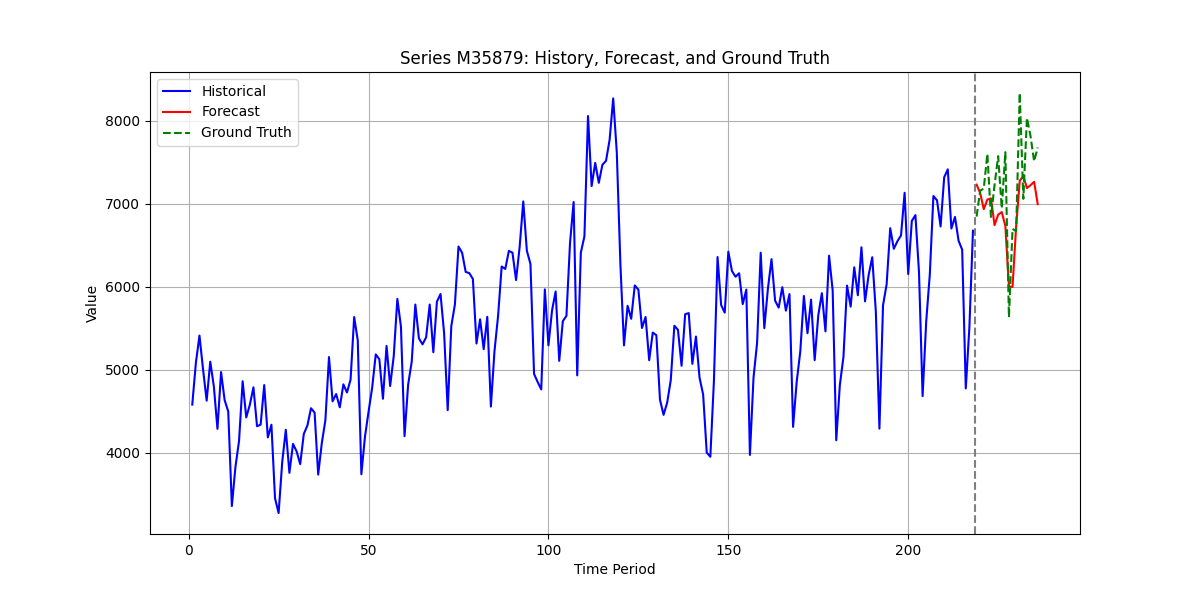 Series M35879: History, Forecast, and Ground Truth
Historical
Forecast
Ground Truth
8000
7000
6000
5000
4000
Value
0
50
100
150
200
Time Period